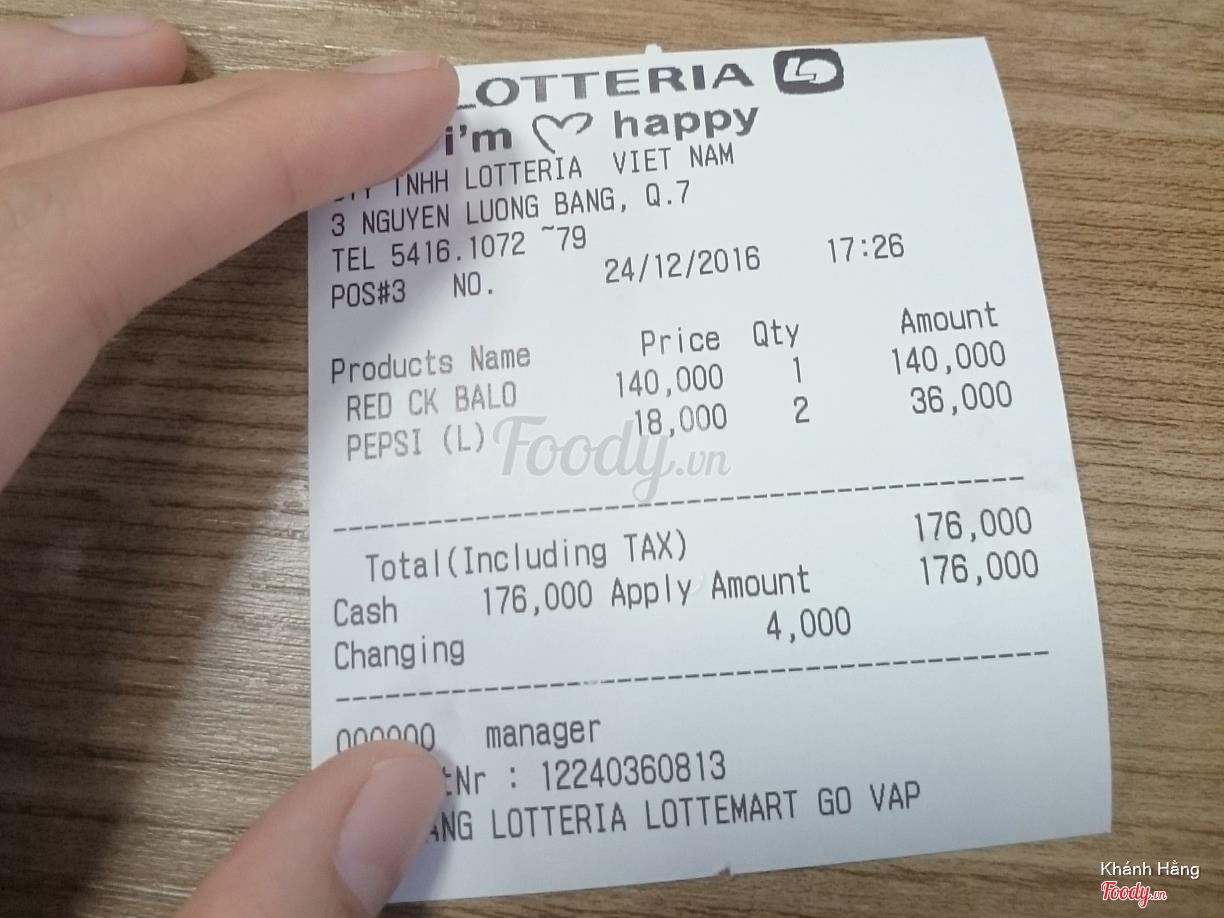 LOTTERIA
i'm happy
TNHH LOTTERIA VIET NAM
3 NGUYEN LUONG BANG, Q.7
TEL 5416.1072 ~79
POS#3 NO. 24/12/2016 17:26
Products Name Price Qty Amount
RED CK BALO 140,000 1 140,000
PEPSI (L) 18,000 2 36,000
Foody.vn
Total(Including TAX) 176,000
Cash 176,000 Apply Amount 176,000
Changing 4,000
000000 manager
tNr : 12240360813
ANG LOTTERIA LOTTEMART GO VAP
Khánh Hằng
Foody.vn